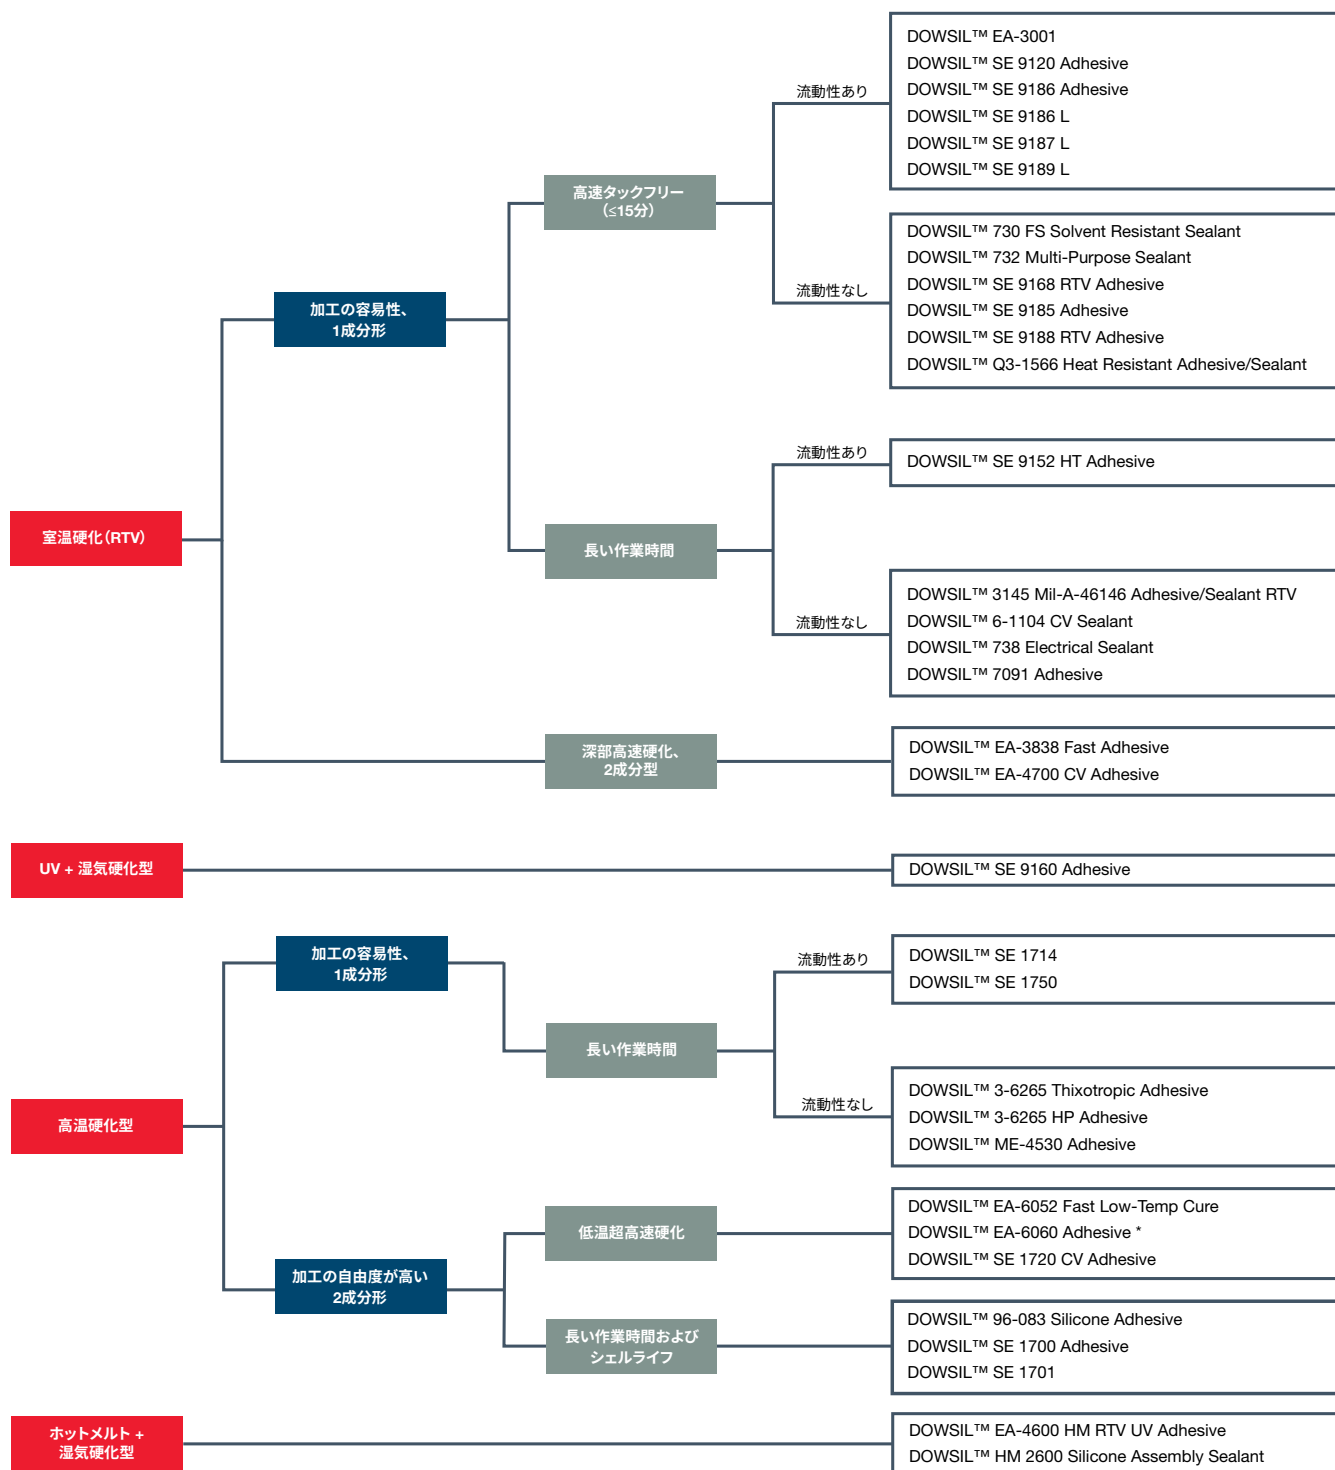 室温硬化(RTV)
加工の容易性、
1成分形
高速タックフリー
(≤15分)
流動性あり
DOWSIL™ EA-3001
DOWSIL™ SE 9120 Adhesive
DOWSIL™ SE 9186 Adhesive
DOWSIL™ SE 9186 L
DOWSIL™ SE 9187 L
DOWSIL™ SE 9189 L
流動性なし
DOWSIL™ 730 FS Solvent Resistant Sealant
DOWSIL™ 732 Multi-Purpose Sealant
DOWSIL™ SE 9168 RTV Adhesive
DOWSIL™ SE 9185 Adhesive
DOWSIL™ SE 9188 RTV Adhesive
DOWSIL™ Q3-1566 Heat Resistant Adhesive/Sealant
長い作業時間
流動性あり
DOWSIL™ SE 9152 HT Adhesive
流動性なし
DOWSIL™ 3145 Mil-A-46146 Adhesive/Sealant RTV
DOWSIL™ 6-1104 CV Sealant
DOWSIL™ 738 Electrical Sealant
DOWSIL™ 7091 Adhesive
深部高速硬化、
2成分型
DOWSIL™ EA-3838 Fast Adhesive
DOWSIL™ EA-4700 CV Adhesive
UV + 湿気硬化型
DOWSIL™ SE 9160 Adhesive
高温硬化型
加工の容易性、
1成分形
長い作業時間
流動性あり
DOWSIL™ SE 1714
DOWSIL™ SE 1750
流動性なし
DOWSIL™ 3-6265 Thixotropic Adhesive
DOWSIL™ 3-6265 HP Adhesive
DOWSIL™ ME-4530 Adhesive
加工の自由度が高い
2成分形
低温超高速硬化
DOWSIL™ EA-6052 Fast Low-Temp Cure
DOWSIL™ EA-6060 Adhesive *
DOWSIL™ SE 1720 CV Adhesive
長い作業時間および
シェルライフ
DOWSIL™ 96-083 Silicone Adhesive
DOWSIL™ SE 1700 Adhesive
DOWSIL™ SE 1701
ホットメルト +
湿気硬化型
DOWSIL™ EA-4600 HM RTV UV Adhesive
DOWSIL™ HM 2600 Silicone Assembly Sealant